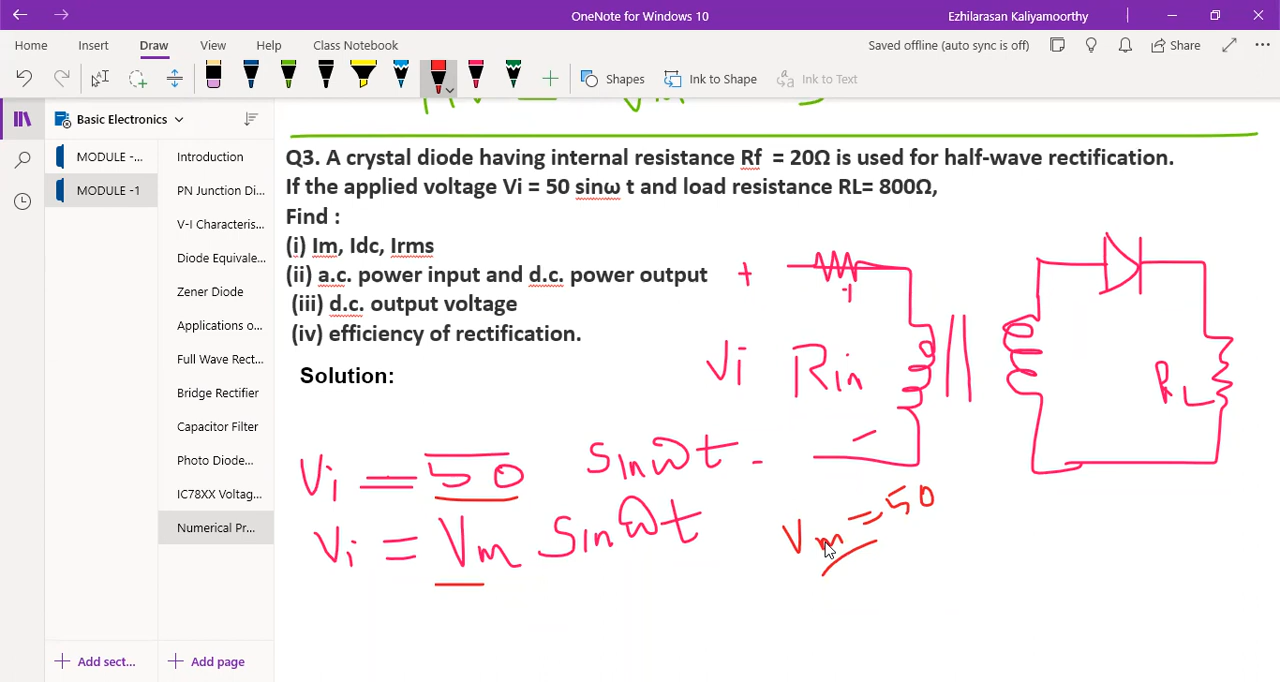 OneNote for Windows 10
Ezhilarasan Kaliyamoorthy
Home Insert Draw View Help Class Notebook
Saved offline (auto sync is off)
Share
Shapes
Ink to Shape
Ink to Text
Basic Electronics
MODULE -...
MODULE -1
Introduction
PN Junction Di...
V-I Characteris...
Diode Equivale...
Zener Diode
Applications o...
Full Wave Rect...
Bridge Rectifier
Capacitor Filter
Photo Diode...
IC78XX Voltag...
Numerical Pr...
Add sect...
Add page
Q3. A crystal diode having internal resistance Rf = 20Ω is used for half-wave rectification.
If the applied voltage Vi = 50 sinω t and load resistance RL= 800Ω,
Find :
(i) Im, Idc, Irms
(ii) a.c. power input and d.c. power output
(iii) d.c. output voltage
(iv) efficiency of rectification.
Solution:
+
Vi Rin
RL
-
Vi = 50 sinωt
Vi = Vm Sinωt
Vm = 50